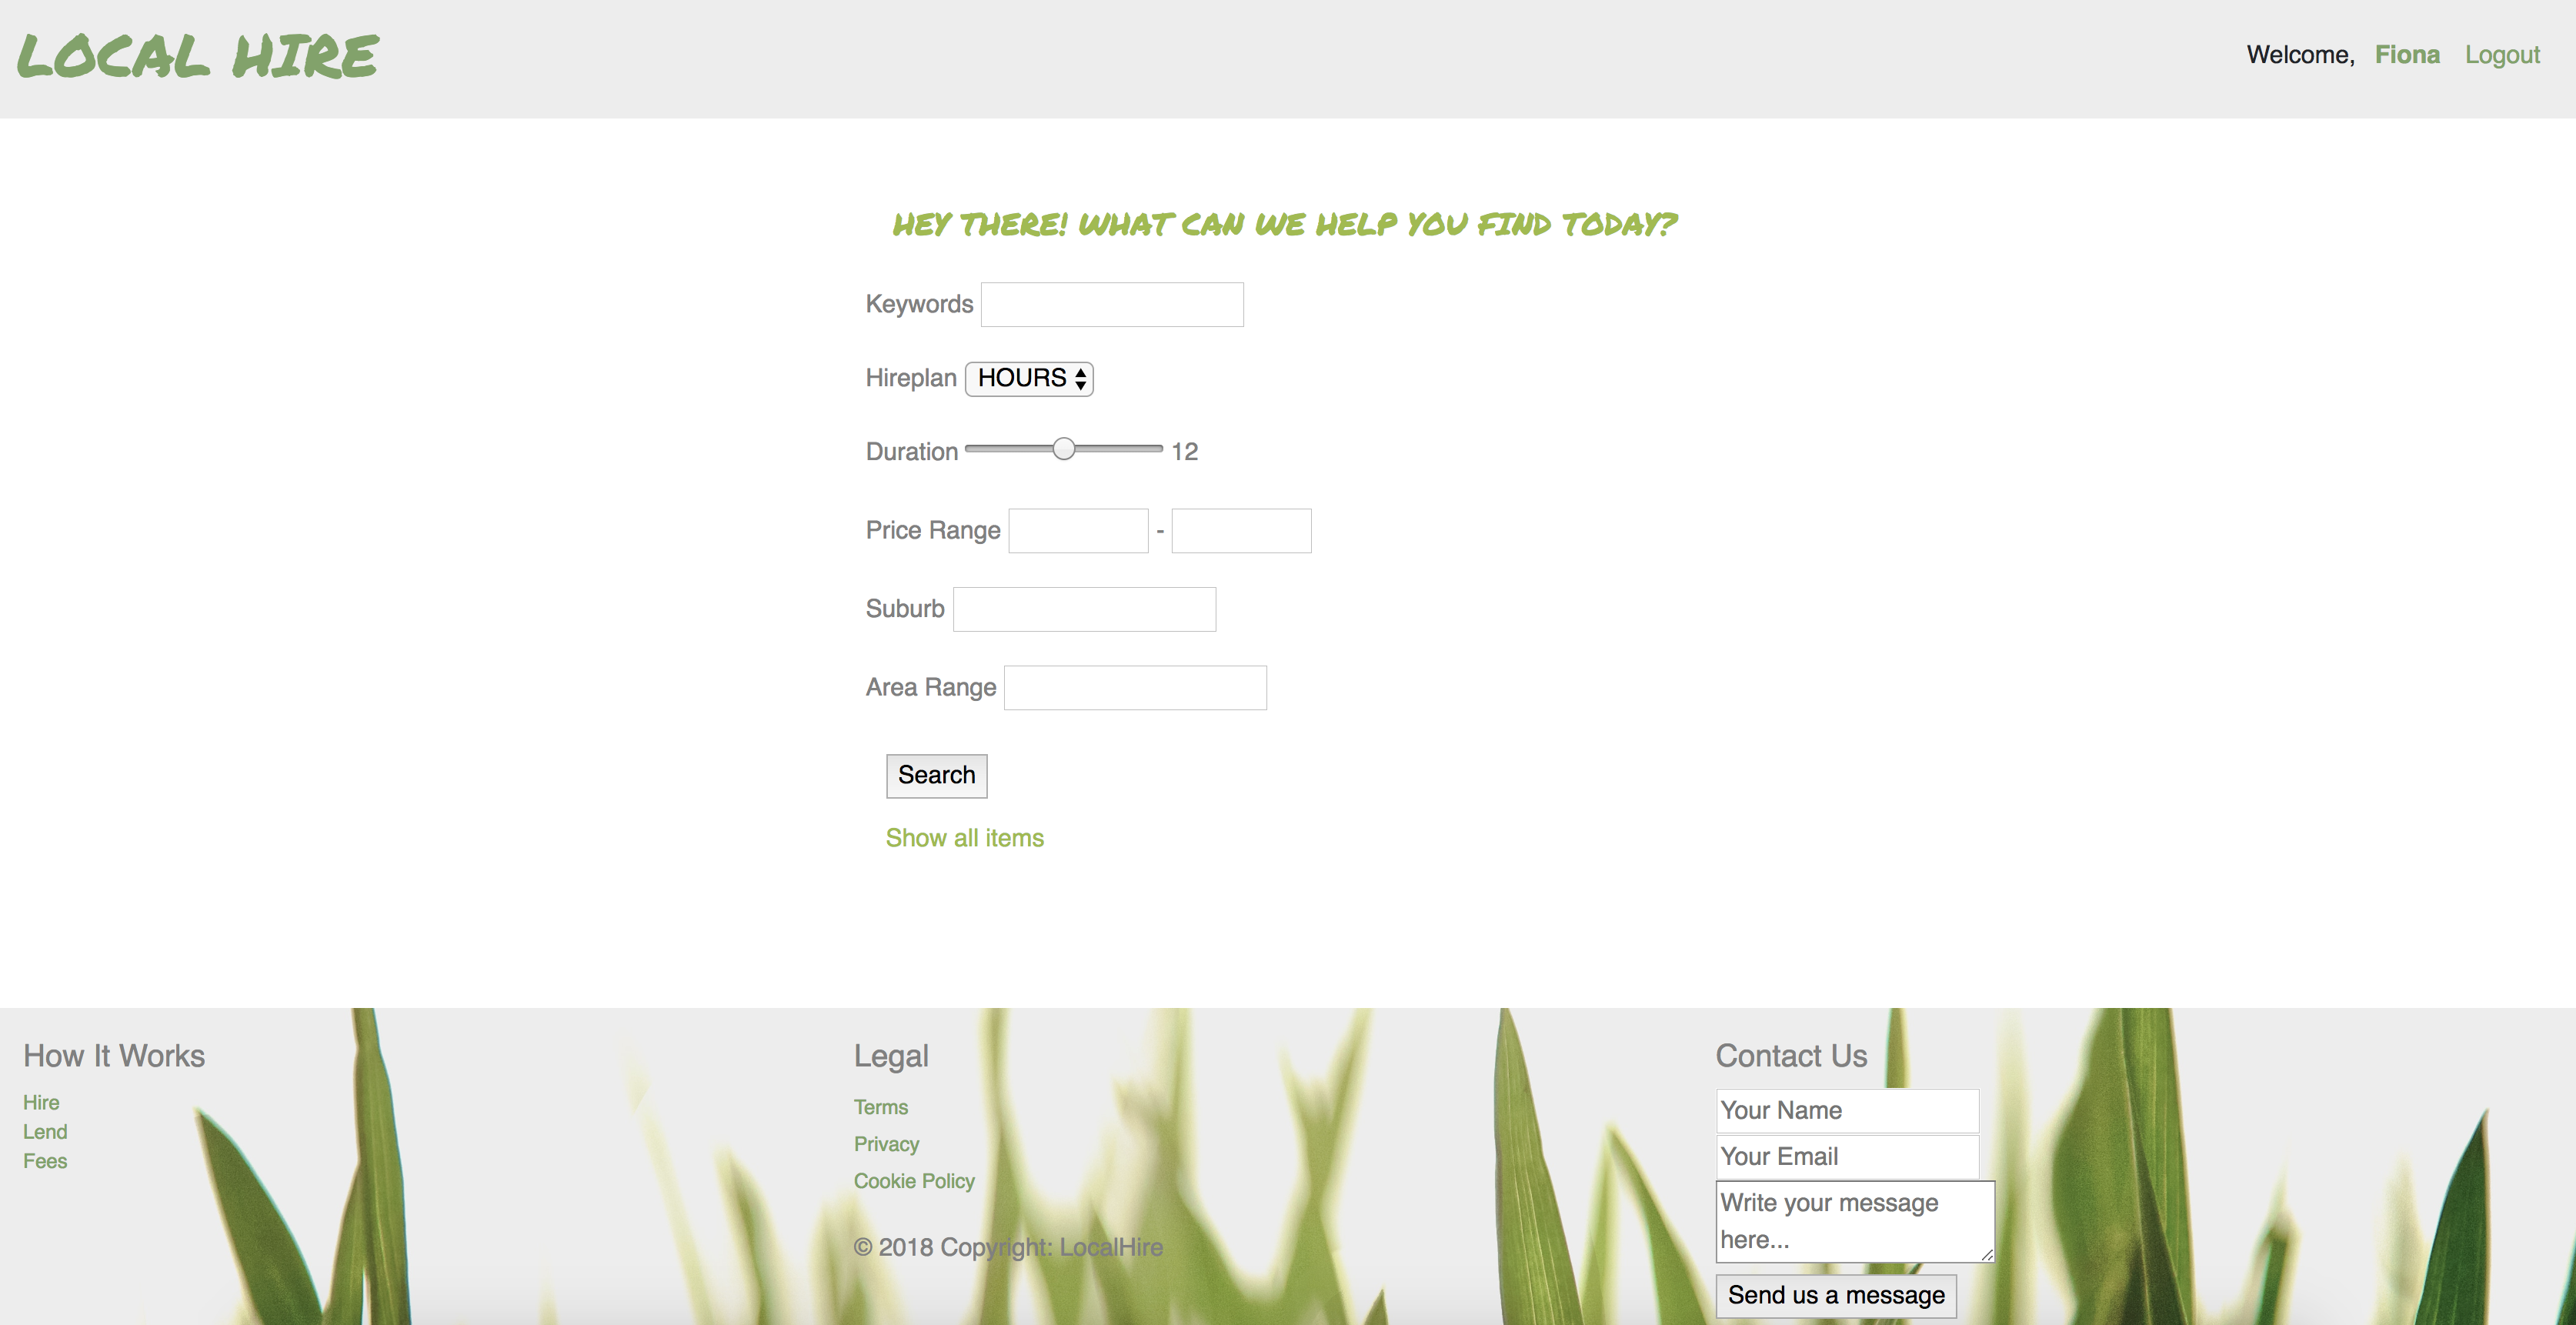 LOCAL HIRE
Welcome, Fiona Logout
HEY THERE! WHAT CAN WE HELP YOU FIND TODAY?
Keywords
Hireplan HOURS
Duration 12
Price Range -
Suburb
Area Range
Search
Show all items
How It Works
Hire
Lend
Fees
Legal
Terms
Privacy
Cookie Policy
© 2018 Copyright: LocalHire
Contact Us
Your Name
Your Email
Write your message
here...
Send us a message